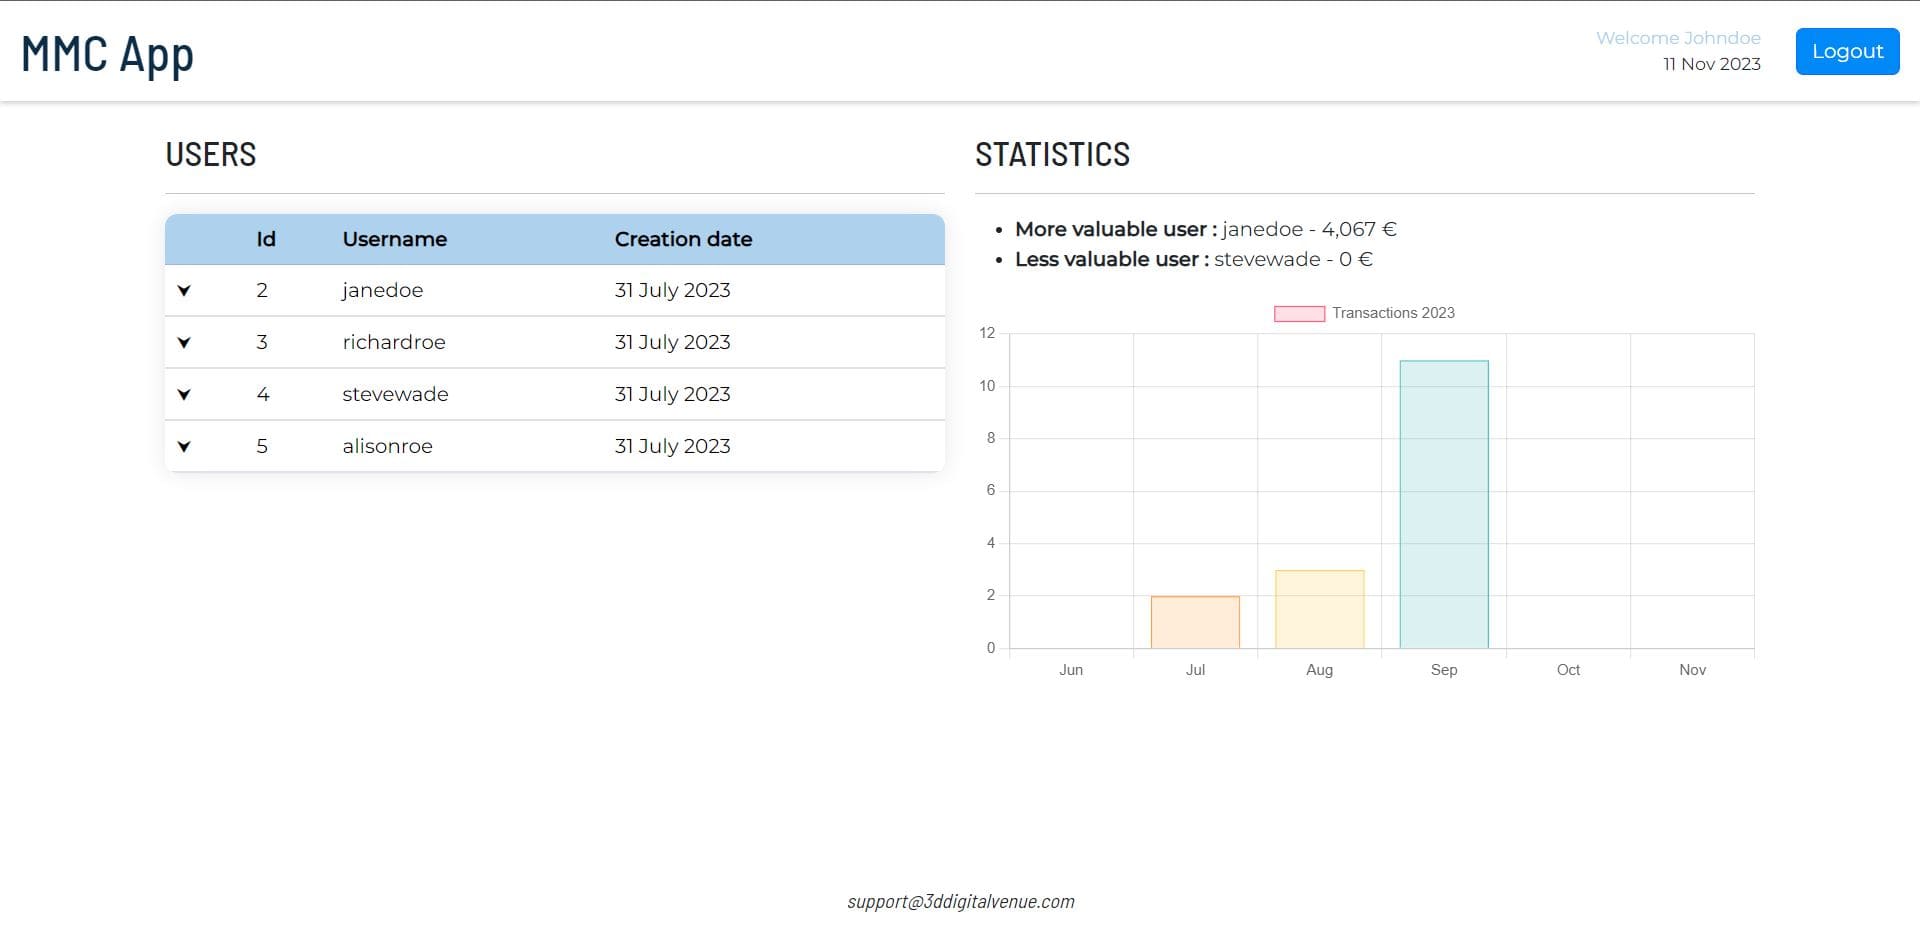 MMC App
Welcome Johndoe
11 Nov 2023
Logout
USERS
Id Username Creation date
2 janedoe 31 July 2023
3 richardroe 31 July 2023
4 stevewade 31 July 2023
5 alisonroe 31 July 2023
STATISTICS
• More valuable user : janedoe - 4,067 €
• Less valuable user : stevewade - 0 €
Transactions 2023
12
10
8
6
4
2
0
Jun Jul Aug Sep Oct Nov
support@3ddigitalvenue.com